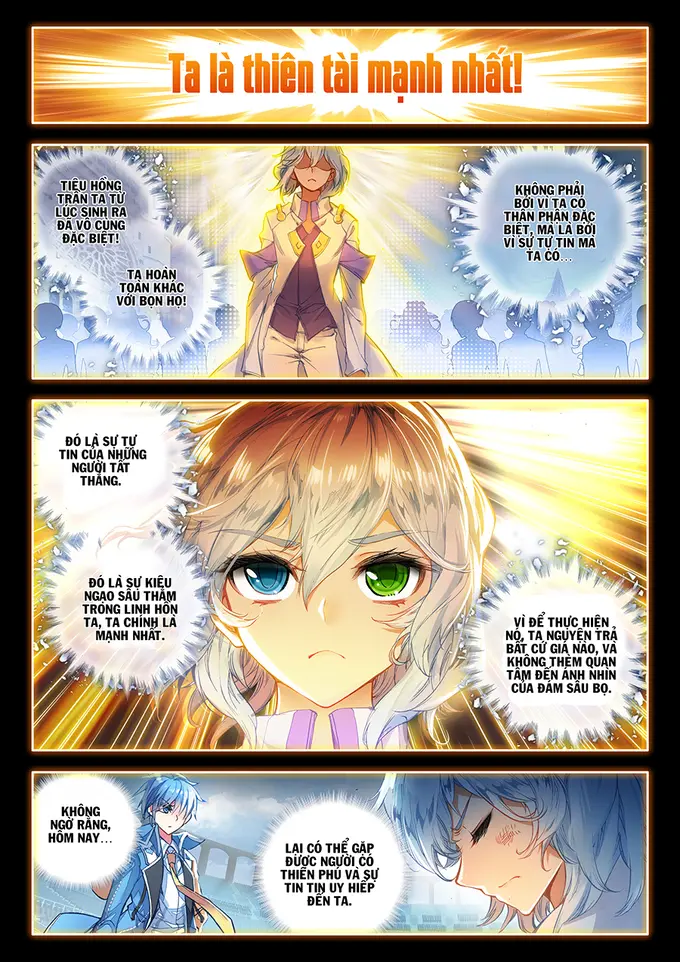 Ta là thiên tài mạnh nhất!
TIÊU HỒNG
TRẦN TA TỪ
LÚC SINH RA
ĐÃ VÔ CÙNG
ĐẶC BIỆT!
TA HOÀN
TOÀN KHÁC
VỚI BỌN HỌ!
KHÔNG PHẢI
BỞI VÌ TA CÓ
THÂN PHẬN ĐẶC
BIỆT, MÀ LÀ BỞI
VÌ SỰ TỰ TIN MÀ
TA CÓ...
ĐÓ LÀ SỰ TỰ
TIN CỦA NHỮNG
NGƯỜI TẤT
THẮNG.
ĐÓ LÀ SỰ KIÊU
NGẠO SÂU THẲM
TRONG LINH HỒN
TA, TA CHÍNH LÀ
MẠNH NHẤT.
VÌ ĐỂ THỰC HIỆN
NÓ, TA NGUYỆN TRẢ
BẤT CỨ GIÁ NÀO, VÀ
KHÔNG THÈM QUAN
TÂM ĐẾN ÁNH NHÌN
CỦA ĐÁM SÂU BỌ.
KHÔNG
NGỜ RẰNG,
HÔM NAY...
LẠI CÓ THỂ GẶP
ĐƯỢC NGƯỜI CÓ
THIÊN PHÚ VÀ SỰ
TIN TIN UY HIẾP
ĐẾN TA.